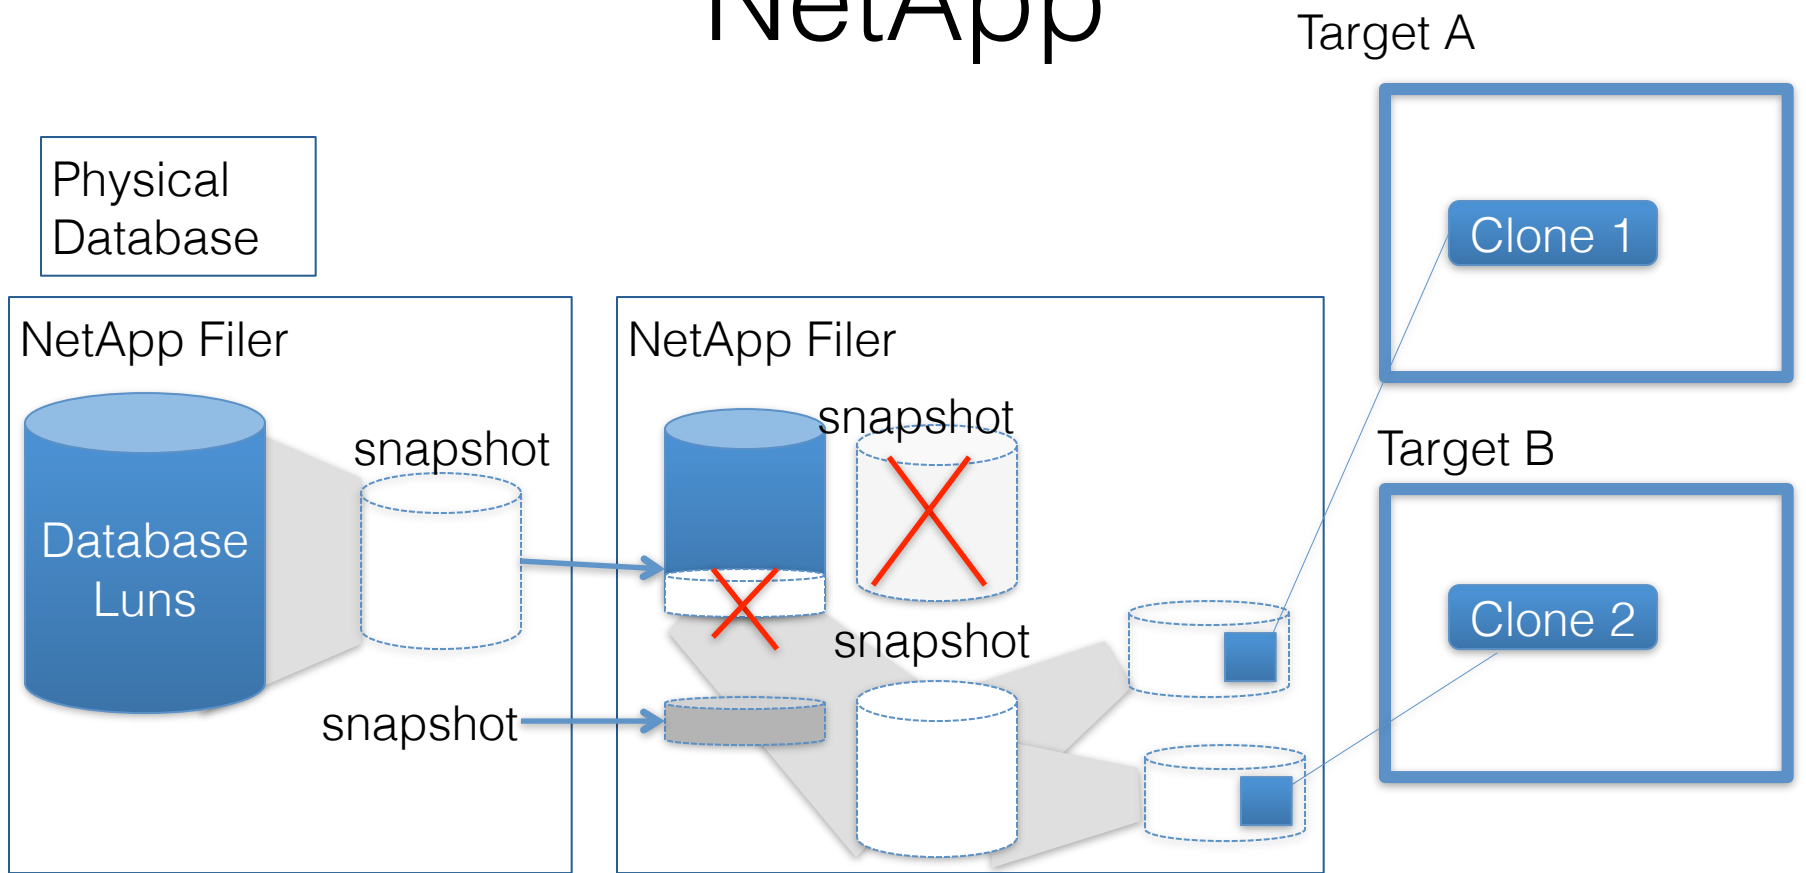 NetApp
Target A
Physical
Database
Clone 1
NetApp Filer
NetApp Filer
snapshot
snapshot
Target B
Database
Luns
Clone 2
snapshot
snapshot